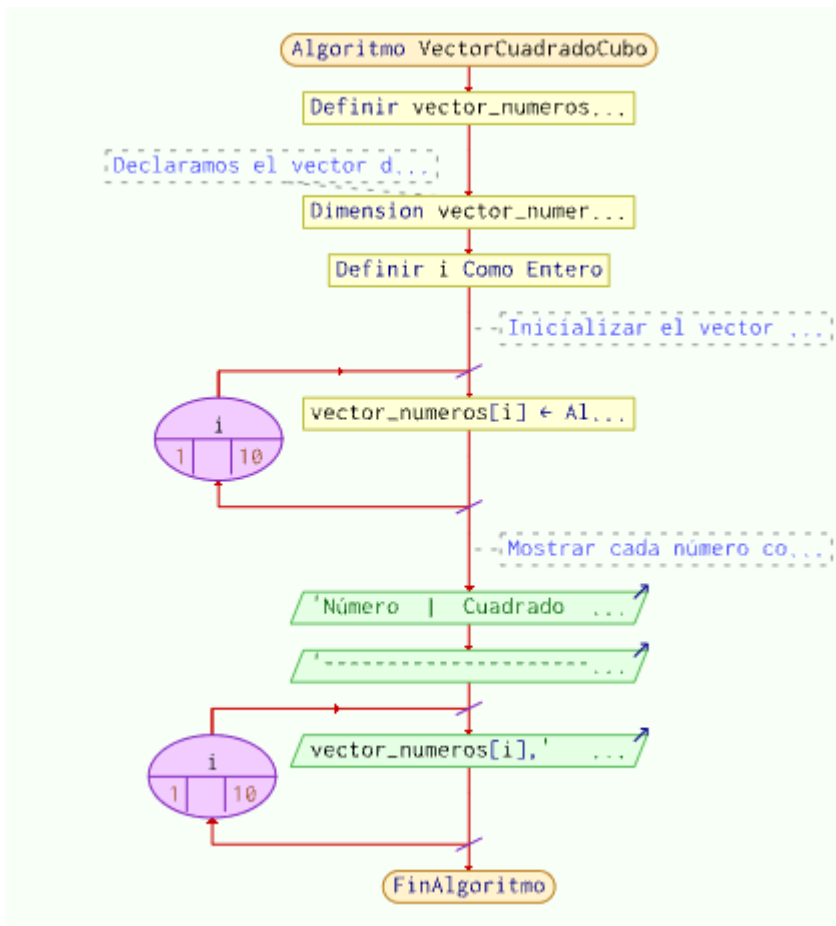 Algoritmo VectorCuadradoCubo
Definir vector_numeros...
Declaramos el vector d...
Dimension vector_numer...
Definir i Como Entero
Inicializar el vector ...
vector_numeros[i] ← Al...
i
1 10
Mostrar cada número co...
'Número | Cuadrado ...
'---------------------...
vector_numeros[i],' ...
i
1 10
FinAlgoritmo